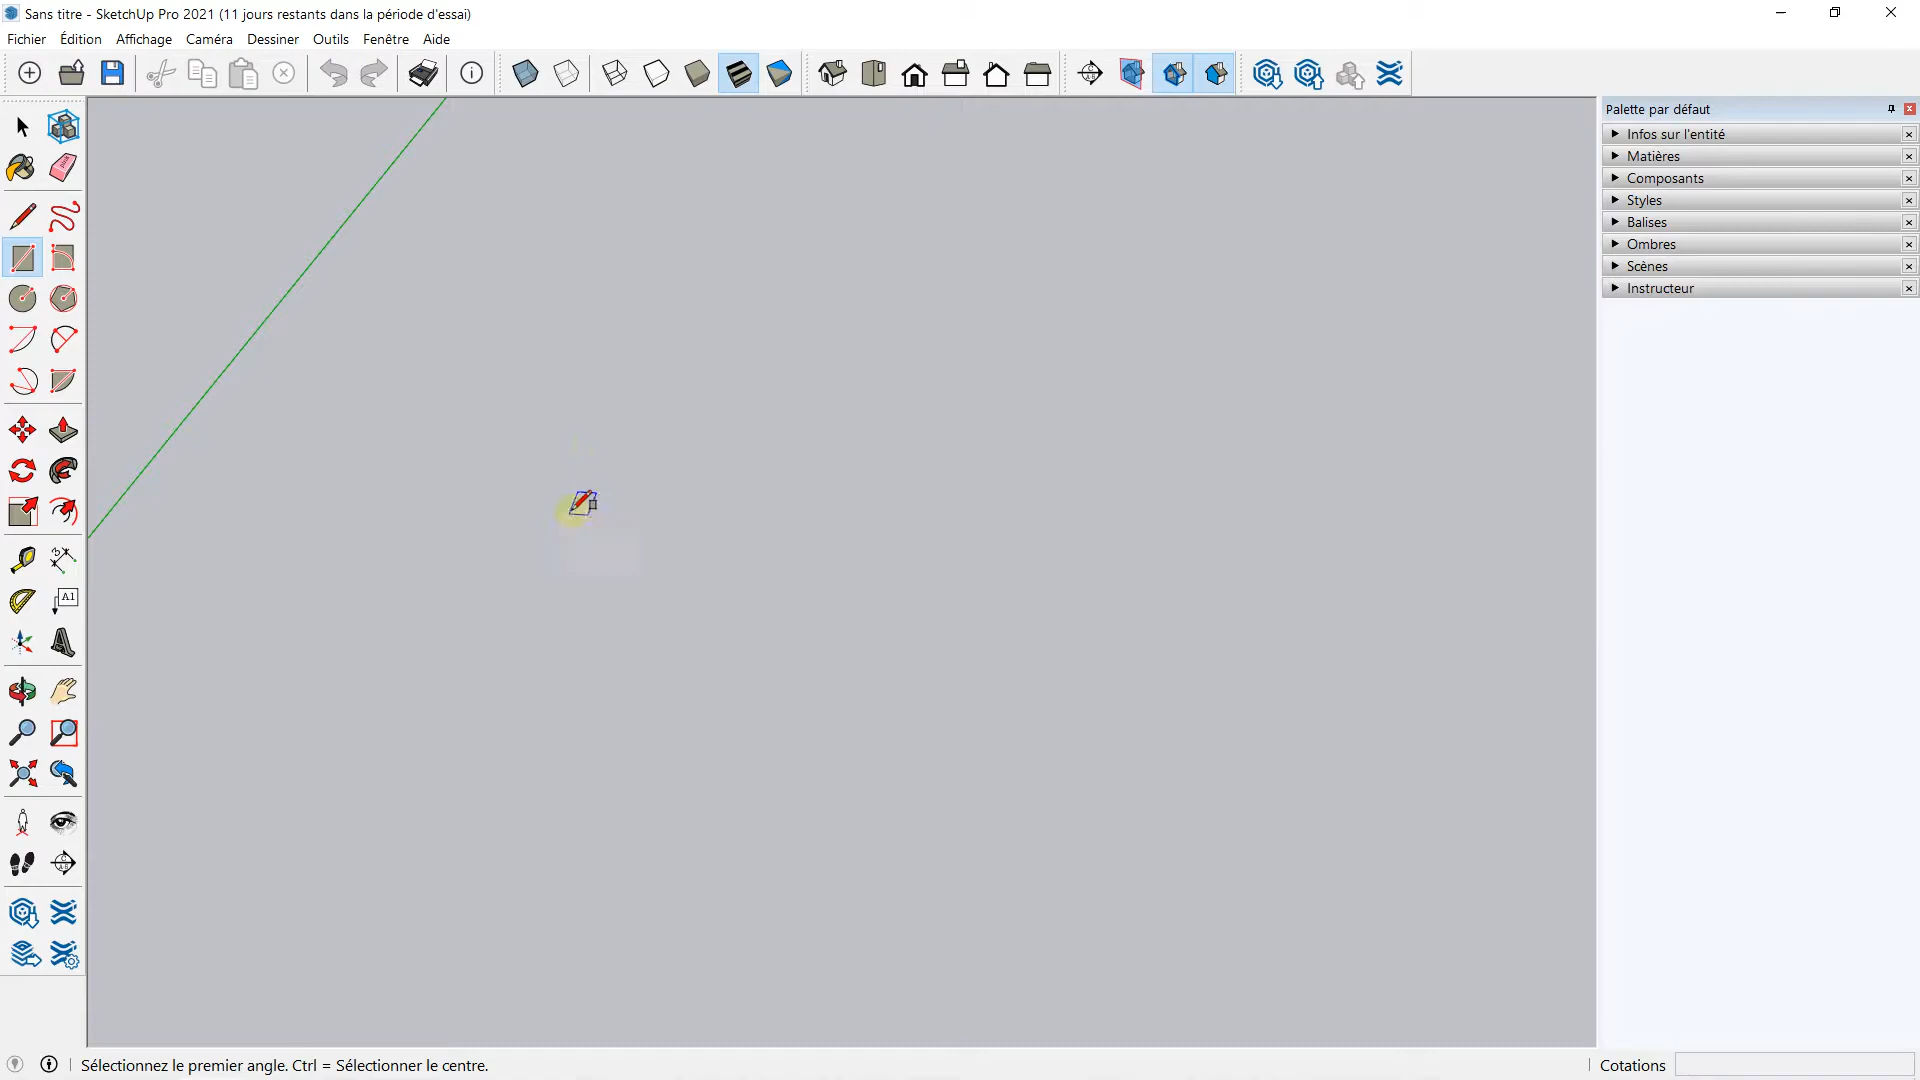 Sans titre - SketchUp Pro 2021 (11 jours restants dans la période d'essai)
Fichier Édition Affichage Caméra Dessiner Outils Fenêtre Aide
Palette par défaut
Infos sur l'entité
Matières
Composants
Styles
Balises
Ombres
Scènes
Instructeur
A1
Sélectionnez le premier angle. Ctrl = Sélectionner le centre.
Cotations